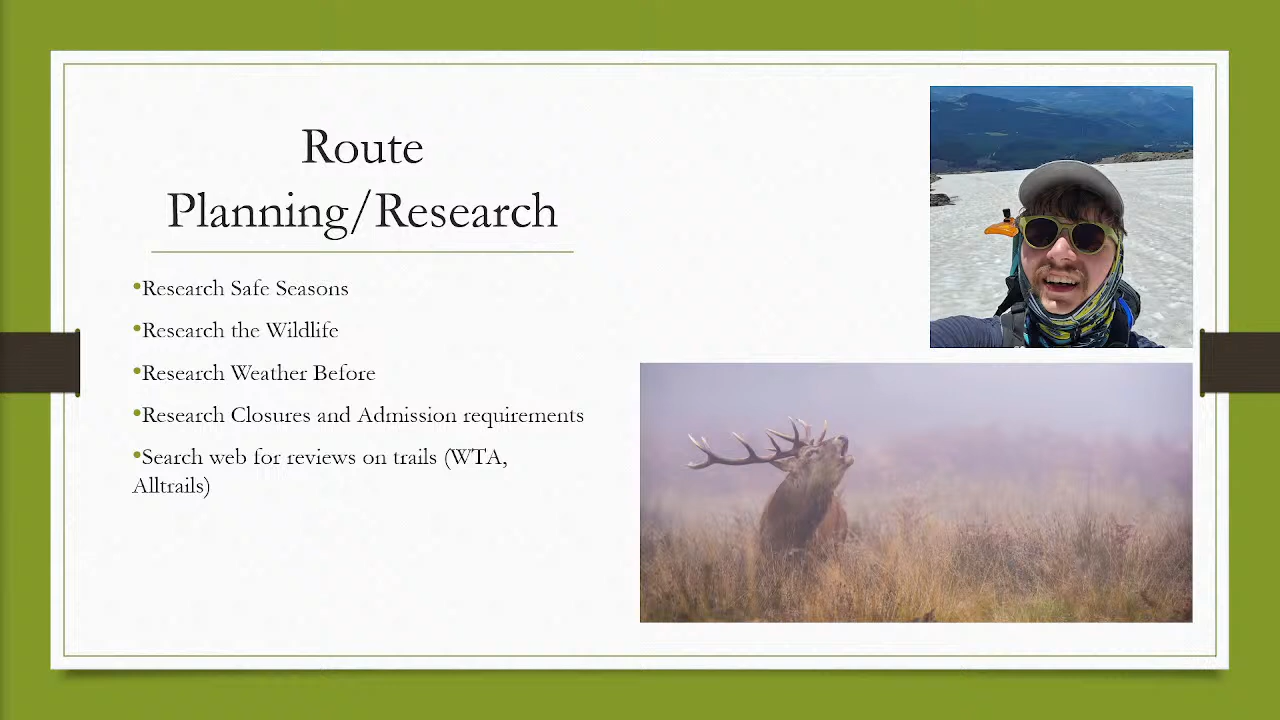 Route
Planning/Research
•Research Safe Seasons
•Research the Wildlife
•Research Weather Before
•Research Closures and Admission requirements
•Search web for reviews on trails (WTA,
Alltrails)